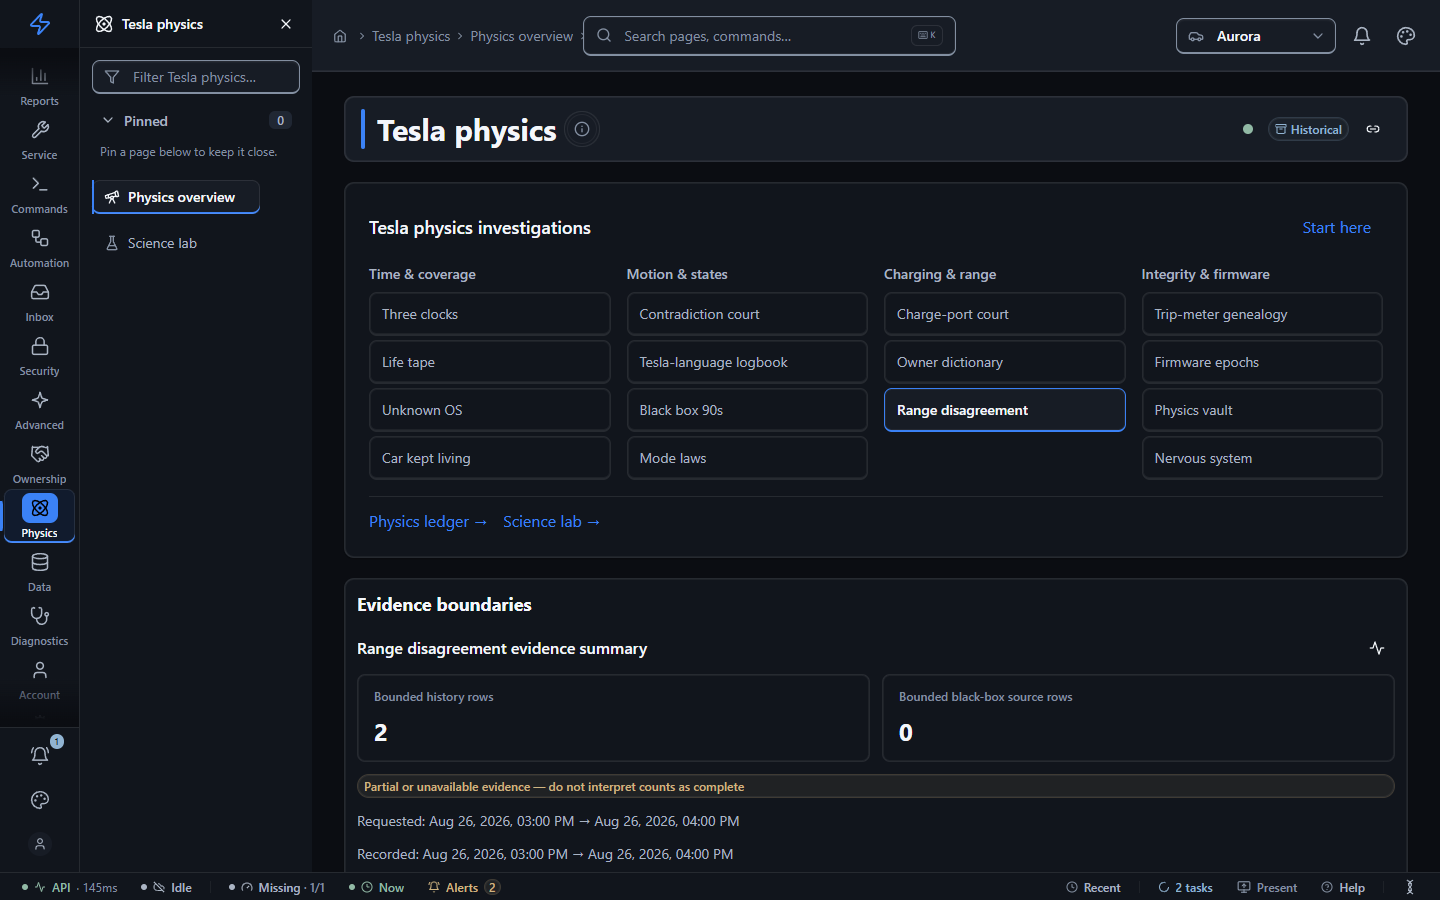 Tesla physics
Filter Tesla physics...
Pinned
0
Pin a page below to keep it close.
Physics overview
Science lab
Reports
Service
Commands
Automation
Inbox
Security
Advanced
Ownership
Physics
Data
Diagnostics
Account
1
Tesla physics
Physics overview
Search pages, commands...
K
Aurora
Tesla physics
Historical
Tesla physics investigations
Start here
Time & coverage
Three clocks
Life tape
Unknown OS
Car kept living
Motion & states
Contradiction court
Tesla-language logbook
Black box 90s
Mode laws
Charging & range
Charge-port court
Owner dictionary
Range disagreement
Integrity & firmware
Trip-meter genealogy
Firmware epochs
Physics vault
Nervous system
Physics ledger →
Science lab →
Evidence boundaries
Range disagreement evidence summary
Bounded history rows
2
Bounded black-box source rows
0
Partial or unavailable evidence — do not interpret counts as complete
Requested: Aug 26, 2026, 03:00 PM → Aug 26, 2026, 04:00 PM
Recorded: Aug 26, 2026, 03:00 PM → Aug 26, 2026, 04:00 PM
API · 145ms
Idle
Missing · 1/1
Now
Alerts 2
Recent
2 tasks
Present
Help